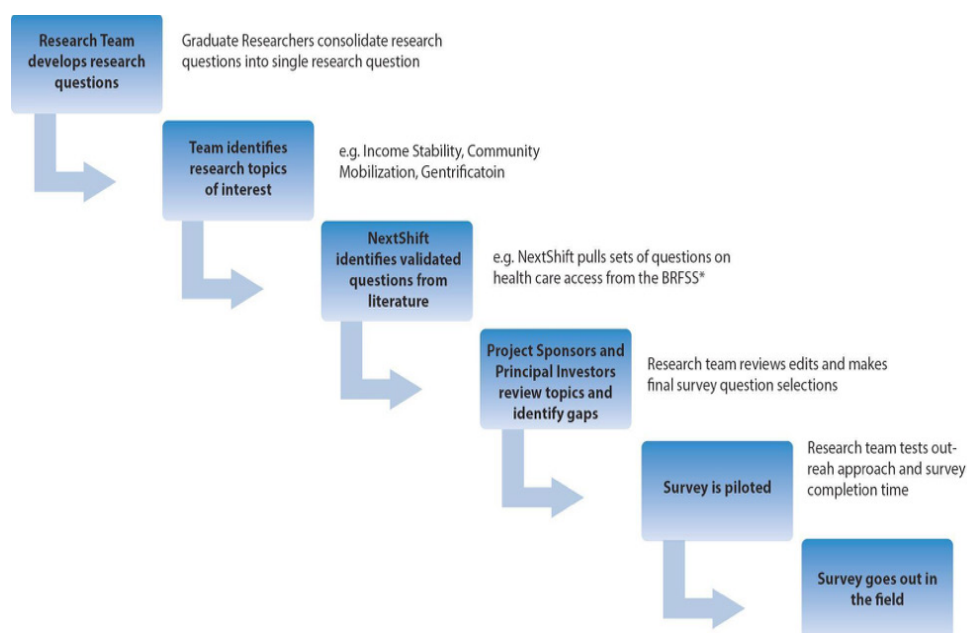 Research Team
develops research
questions
Graduate Researchers consolidate research
questions into single research question
Team identifies
research topics
of interest
e.g. Income Stability, Community
Mobilization, Gentrificatoin
NextShift
identifies validated
questions from
literature
e.g. NextShift pulls sets of questions on
health care access from the BRFSS*
Project Sponsors and
Principal Investors
review topics and
identify gaps
Research team reviews edits and makes
final survey question selections
Survey is piloted
Research team tests out-
reah approach and survey
completion time
Survey goes out in
the field